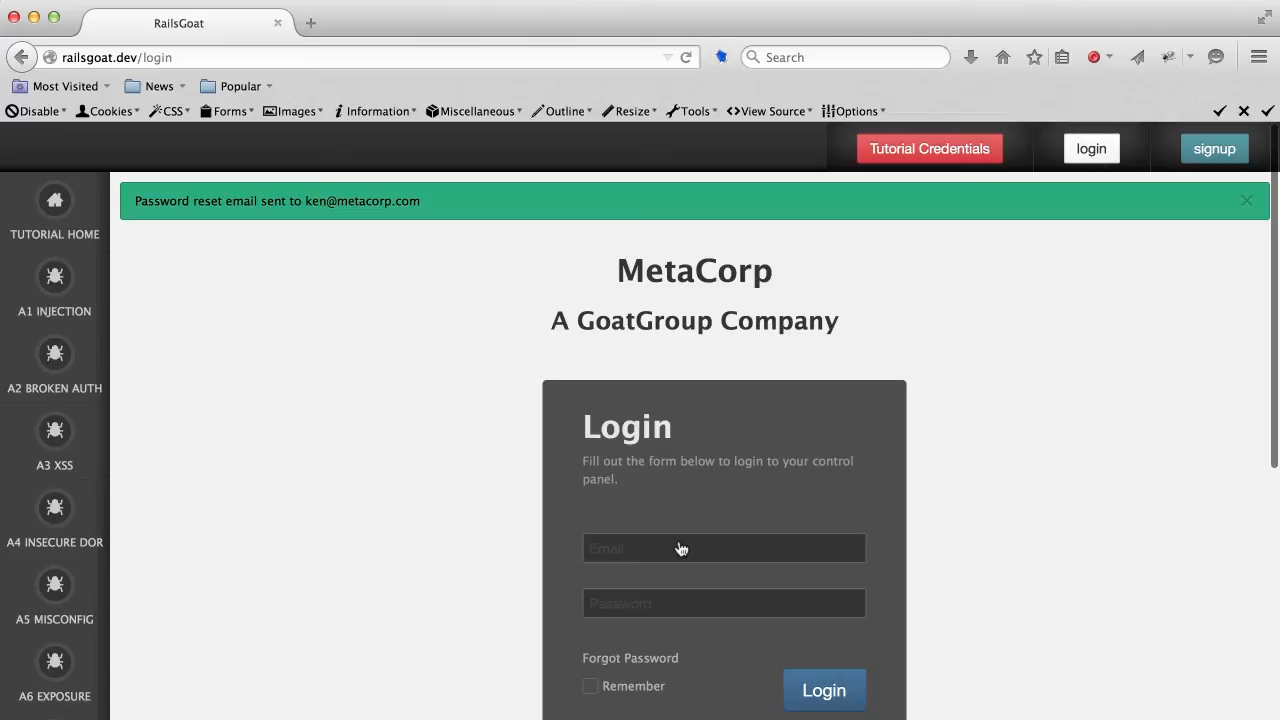 RailsGoat
railsgoat.dev/login
Search
Most Visited
News
Popular
Disable
Cookies
CSS
Forms
Images
Information
Miscellaneous
Outline
Resize
Tools
View Source
Options
Tutorial Credentials
login
signup
Password reset email sent to ken@metacorp.com
TUTORIAL HOME
A1 INJECTION
A2 BROKEN AUTH
A3 XSS
A4 INSECURE DOR
A5 MISCONFIG
A6 EXPOSURE
MetaCorp
A GoatGroup Company
Login
Fill out the form below to login to your control
panel.
Email
Password
Forgot Password
Remember
Login